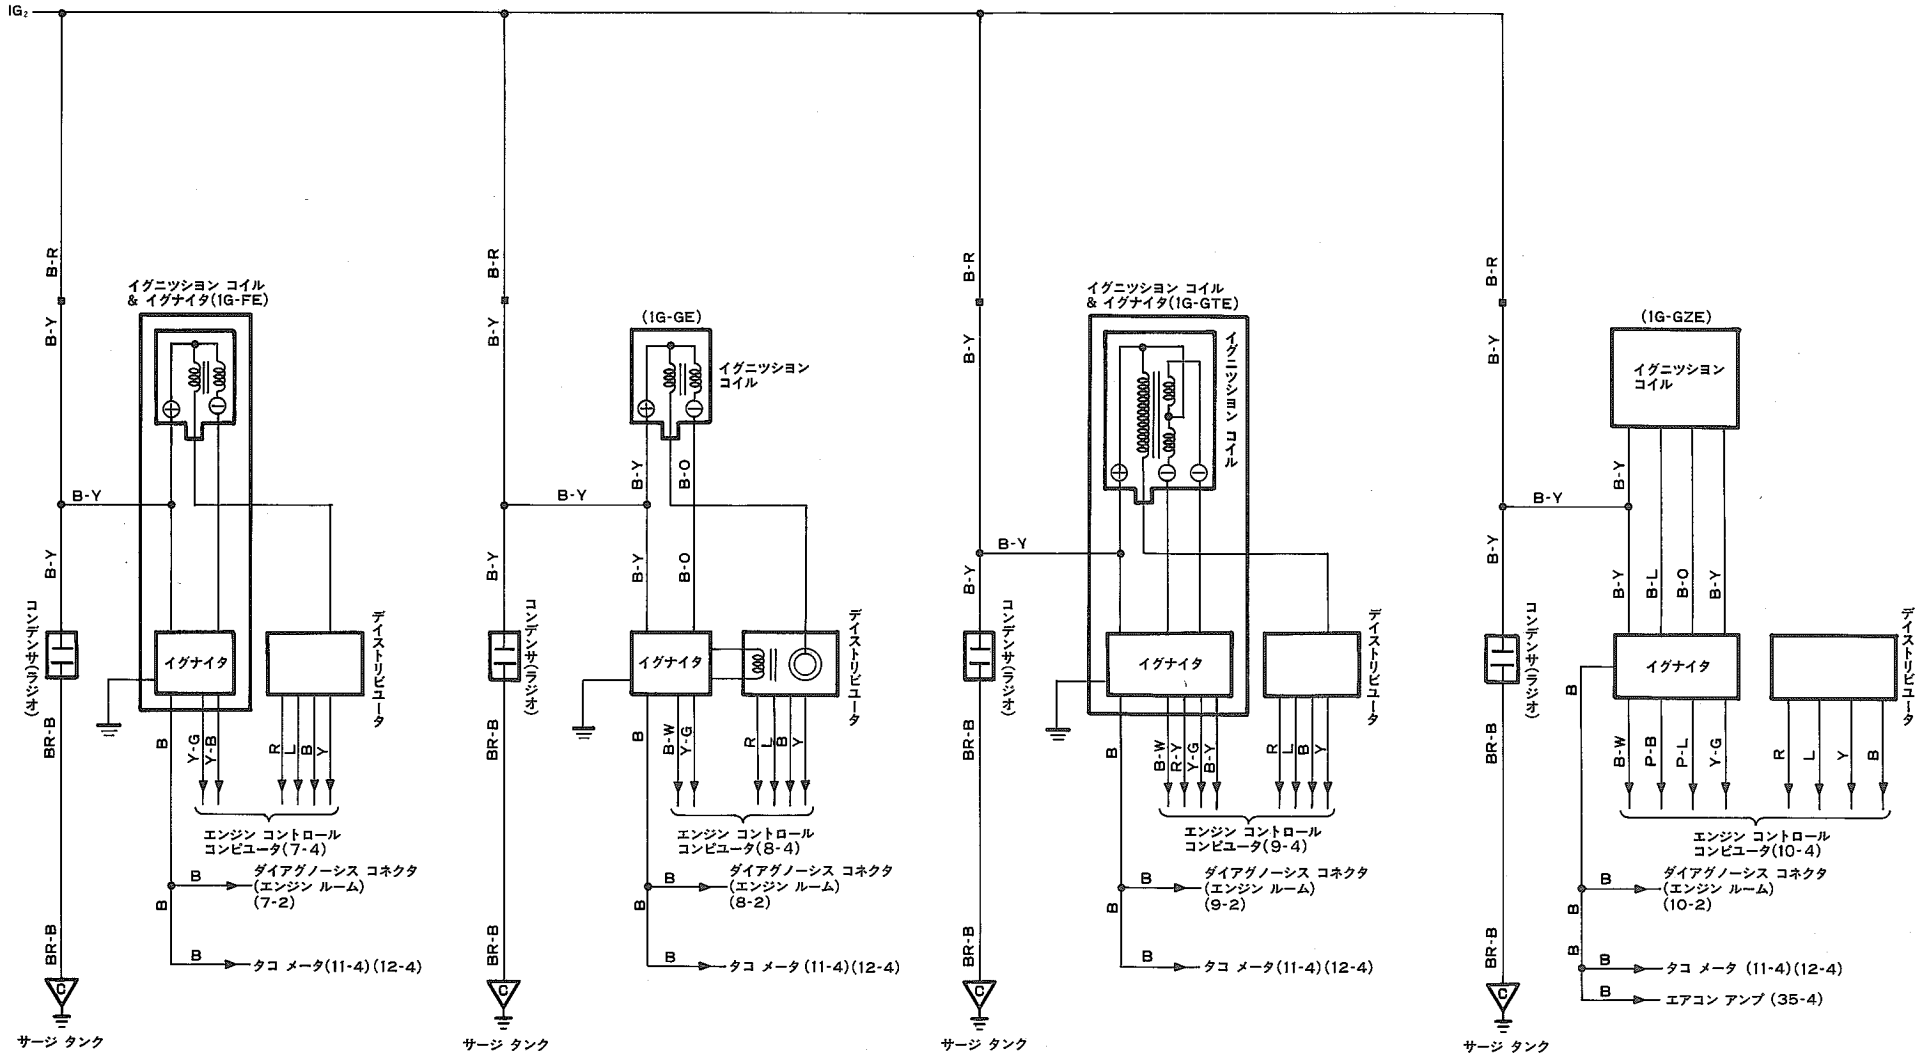 IG₂
B-R
B-Y
B-Y
B-Y
コンデンサ(ラジオ)
BR-B
BR-B
C
サージ タンク
イグニツション コイル
& イグナイタ(1G-FE)
+
−
イグナイタ
デイストリビユータ
B
Y-G
Y-B
R
L
B
Y
エンジン コントロール
コンピユータ(7-4)
B
ダイアグノーシス コネクタ
(エンジン ルーム)
(7-2)
B
B
タコ メータ(11-4)(12-4)
B-R
B-Y
B-Y
B-Y
コンデンサ(ラジオ)
BR-B
BR-B
C
サージ タンク
(1G-GE)
イグニツション
コイル
+
−
B-Y
B-O
B-Y
B-O
イグナイタ
デイストリビユータ
B
B-W
Y-G
R
L
B
Y
エンジン コントロール
コンピユータ(8-4)
B
ダイアグノーシス コネクタ
(エンジン ルーム)
(8-2)
B
B
タコ メータ(11-4)(12-4)
B-R
B-Y
B-Y
B-Y
コンデンサ(ラジオ)
BR-B
BR-B
C
サージ タンク
イグニツション コイル
& イグナイタ(1G-GTE)
イグニツション コイル
+
−
−
イグナイタ
デイストリビユータ
B
B-W
R-Y
Y-G
B-Y
R
L
B
Y
エンジン コントロール
コンピユータ(9-4)
B
ダイアグノーシス コネクタ
(エンジン ルーム)
(9-2)
B
B
タコ メータ(11-4)(12-4)
B-R
B-Y
B-Y
B-Y
コンデンサ(ラジオ)
BR-B
BR-B
C
サージ タンク
(1G-GZE)
イグニツション
コイル
B-Y
B-Y
B-L
B-O
B-Y
イグナイタ
デイストリビユータ
B
B-W
P-B
P-L
Y-G
R
L
Y
B
エンジン コントロール
コンピユータ(10-4)
B
ダイアグノーシス コネクタ
(エンジン ルーム)
(10-2)
B
B
B
タコ メータ (11-4)(12-4)
B
エアコン アンプ (35-4)